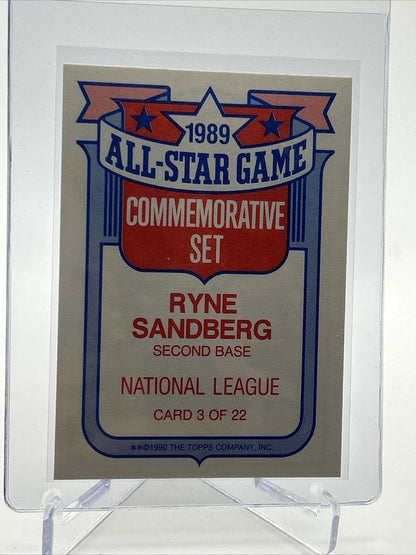 1989
ALL-STAR GAME
COMMEMORATIVE
SET
RYNE
SANDBERG
SECOND BASE
NATIONAL LEAGUE
CARD 3 OF 22
**©1990 THE TOPPS COMPANY, INC.